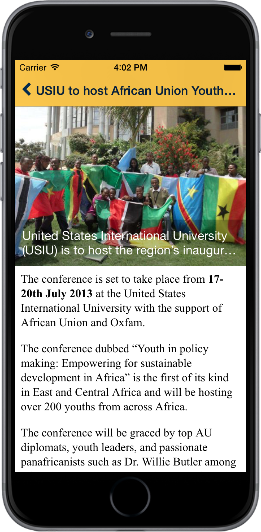 Carrier 4:02 PM
USIU to host African Union Youth...
United States International University
(USIU) is to host the region's inaugur...
The conference is set to take place from 17-
20th July 2013 at the United States
International University with the support of
African Union and Oxfam.
The conference dubbed “Youth in policy
making: Empowering for sustainable
development in Africa” is the first of its kind
in East and Central Africa and will be hosting
over 200 youths from across Africa.
The conference will be graced by top AU
diplomats, youth leaders, and passionate
panafricanists such as Dr. Willie Butler among